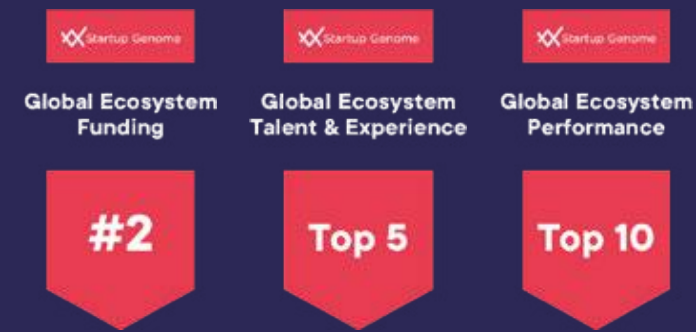 Startup Genome
Global Ecosystem
Funding
#2
Startup Genome
Global Ecosystem
Talent & Experience
Top 5
Startup Genome
Global Ecosystem
Performance
Top 10